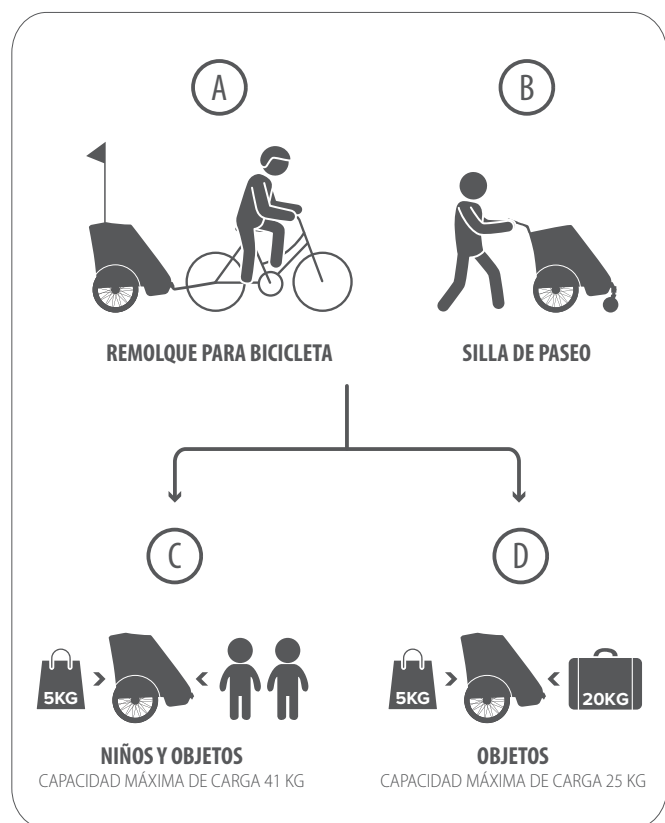 A
B
REMOLQUE PARA BICICLETA
SILLA DE PASEO
C
D
5KG
5KG
20KG
NIÑOS Y OBJETOS
CAPACIDAD MÁXIMA DE CARGA 41 KG
OBJETOS
CAPACIDAD MÁXIMA DE CARGA 25 KG